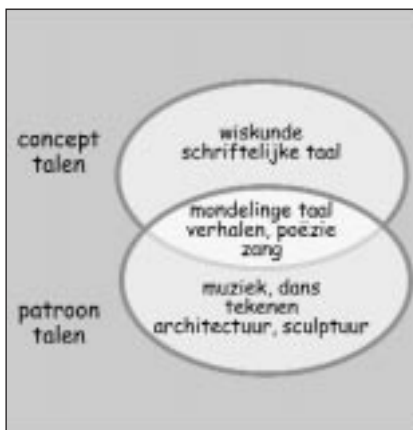 concept
talen
wiskunde
schriftelijke taal
mondelinge taal
verhalen, poëzie
zang
muziek, dans
tekenen
architectuur, sculptuur
patroon
talen